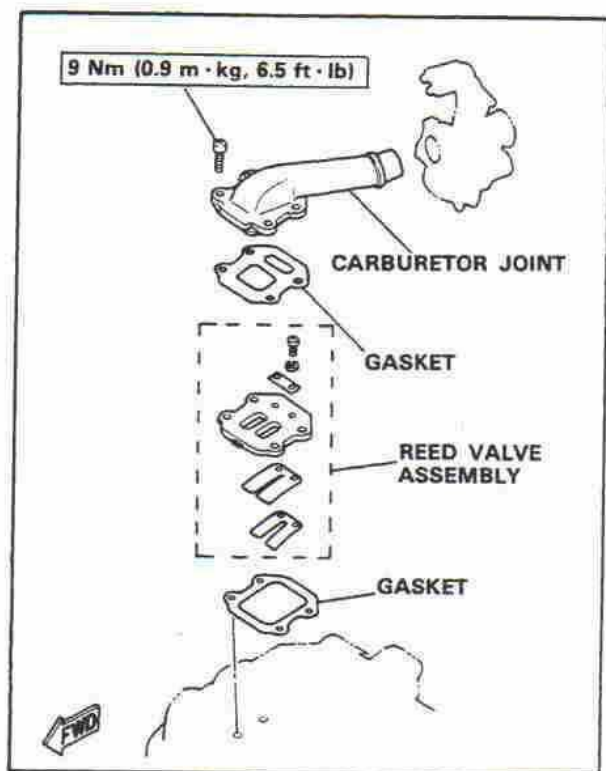 9 Nm (0.9 m · kg, 6.5 ft · lb)
CARBURETOR JOINT
GASKET
REED VALVE
ASSEMBLY
GASKET
FWD